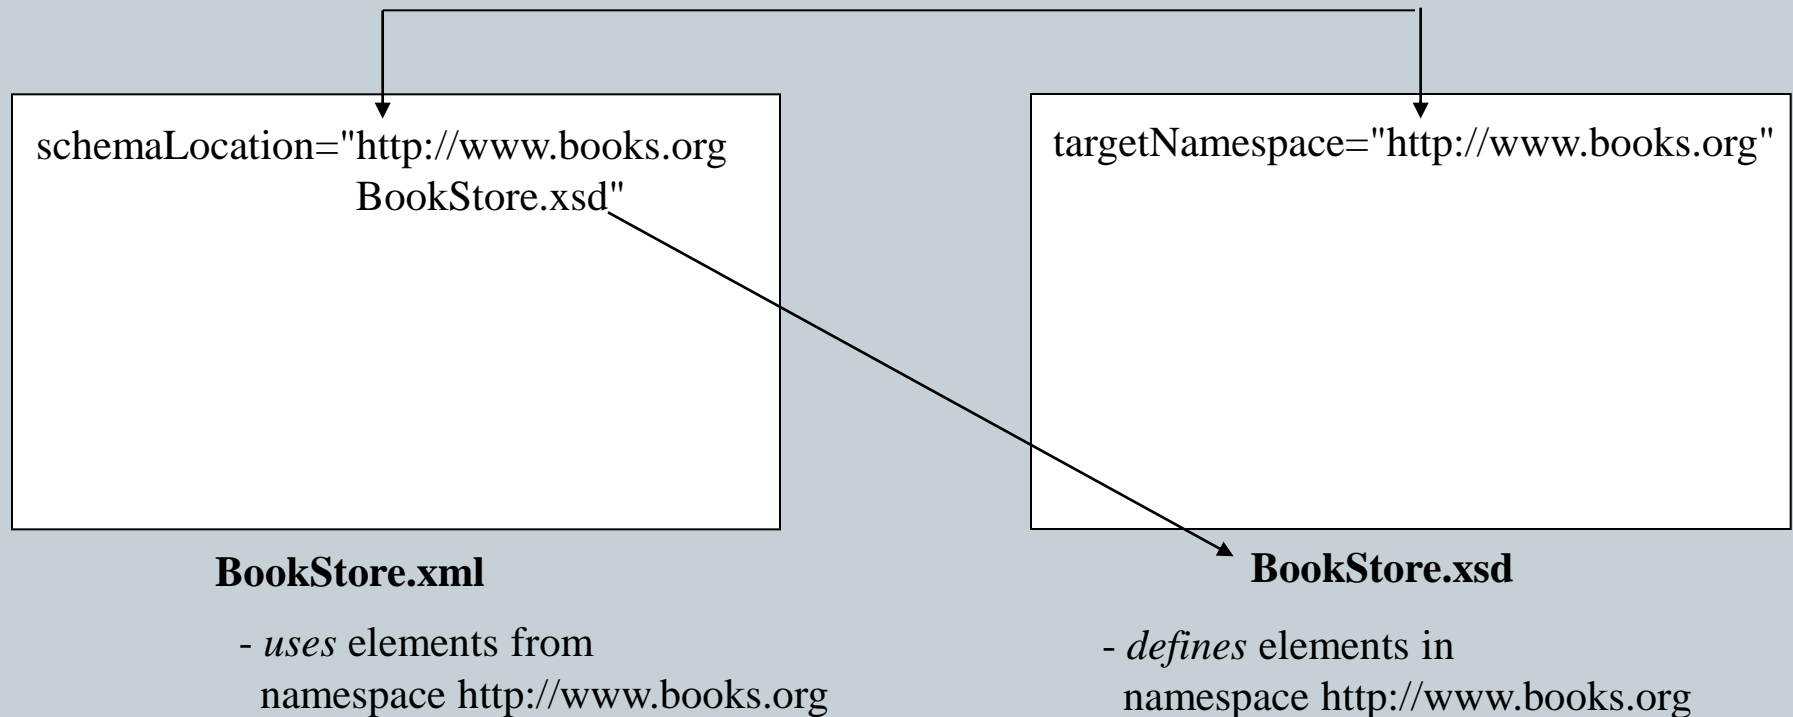 schemaLocation="http://www.books.org
BookStore.xsd"
targetNamespace="http://www.books.org"
BookStore.xml
- uses elements from
namespace http://www.books.org
BookStore.xsd
- defines elements in
namespace http://www.books.org